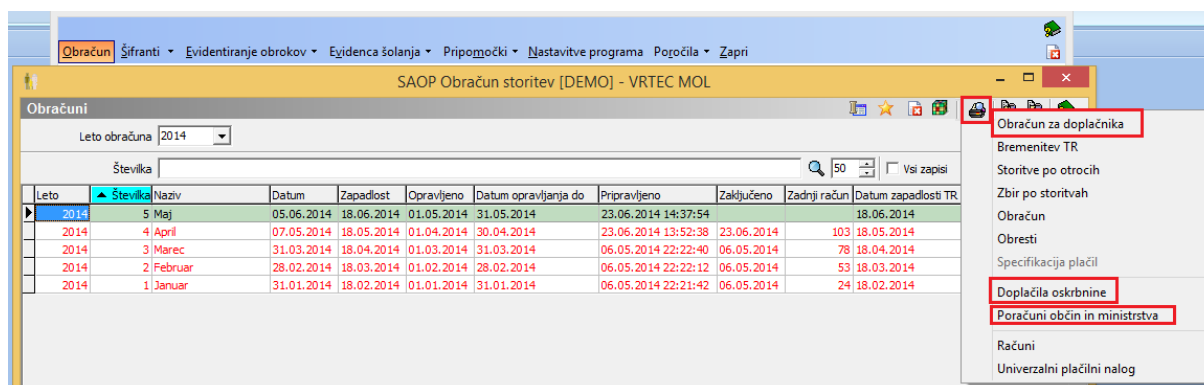 Obračun Šifranti Evidentiranje obrokov Evidenca šolanja Pripomočki Nastavitve programa Poročila Zapri
SAOP Obračun storitev [DEMO] - VRTEC MOL
Obračuni
Leto obračuna 2014
Številka 50 Vsi zapisi
Leto Številka Naziv Datum Zapadlost Opravljeno Datum opravljanja do Pripravljeno Zaključeno Zadnji račun Datum zapadlosti TR
2014 5 Maj 05.06.2014 18.06.2014 01.05.2014 31.05.2014 23.06.2014 14:37:54 18.06.2014
2014 4 April 07.05.2014 18.05.2014 01.04.2014 30.04.2014 23.06.2014 13:52:38 23.06.2014 103 18.05.2014
2014 3 Marec 31.03.2014 18.04.2014 01.03.2014 31.03.2014 06.05.2014 22:22:40 06.05.2014 78 18.04.2014
2014 2 Februar 28.02.2014 18.03.2014 01.02.2014 28.02.2014 06.05.2014 22:22:12 06.05.2014 53 18.03.2014
2014 1 Januar 31.01.2014 18.02.2014 01.01.2014 31.01.2014 06.05.2014 22:21:42 06.05.2014 24 18.02.2014
Obračun za doplačnika
Bremenitev TR
Storitve po otrocih
Zbir po storitvah
Obračun
Obresti
Specifikacija plačil
Doplačila oskrbnine
Poračuni občin in ministrstva
Računi
Univerzalni plačilni nalog